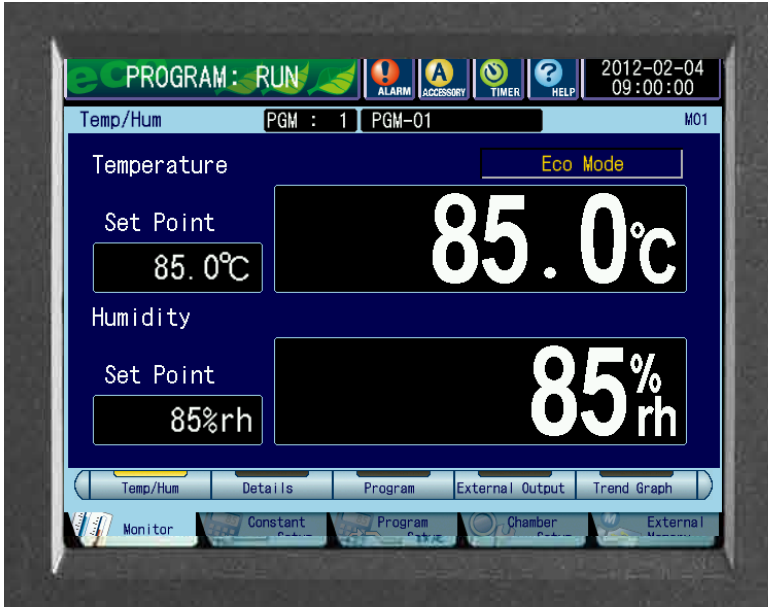 eco PROGRAM: RUN ALARM ACCESSORY TIMER HELP 2012-02-04
09:00:00
Temp/Hum PGM : 1 PGM-01 M01
Temperature Eco Mode
Set Point
85.0℃ 85.0℃
Humidity
Set Point
85%rh 85%rh
Temp/Hum Details Program External Output Trend Graph
Monitor Constant Program Chamber External